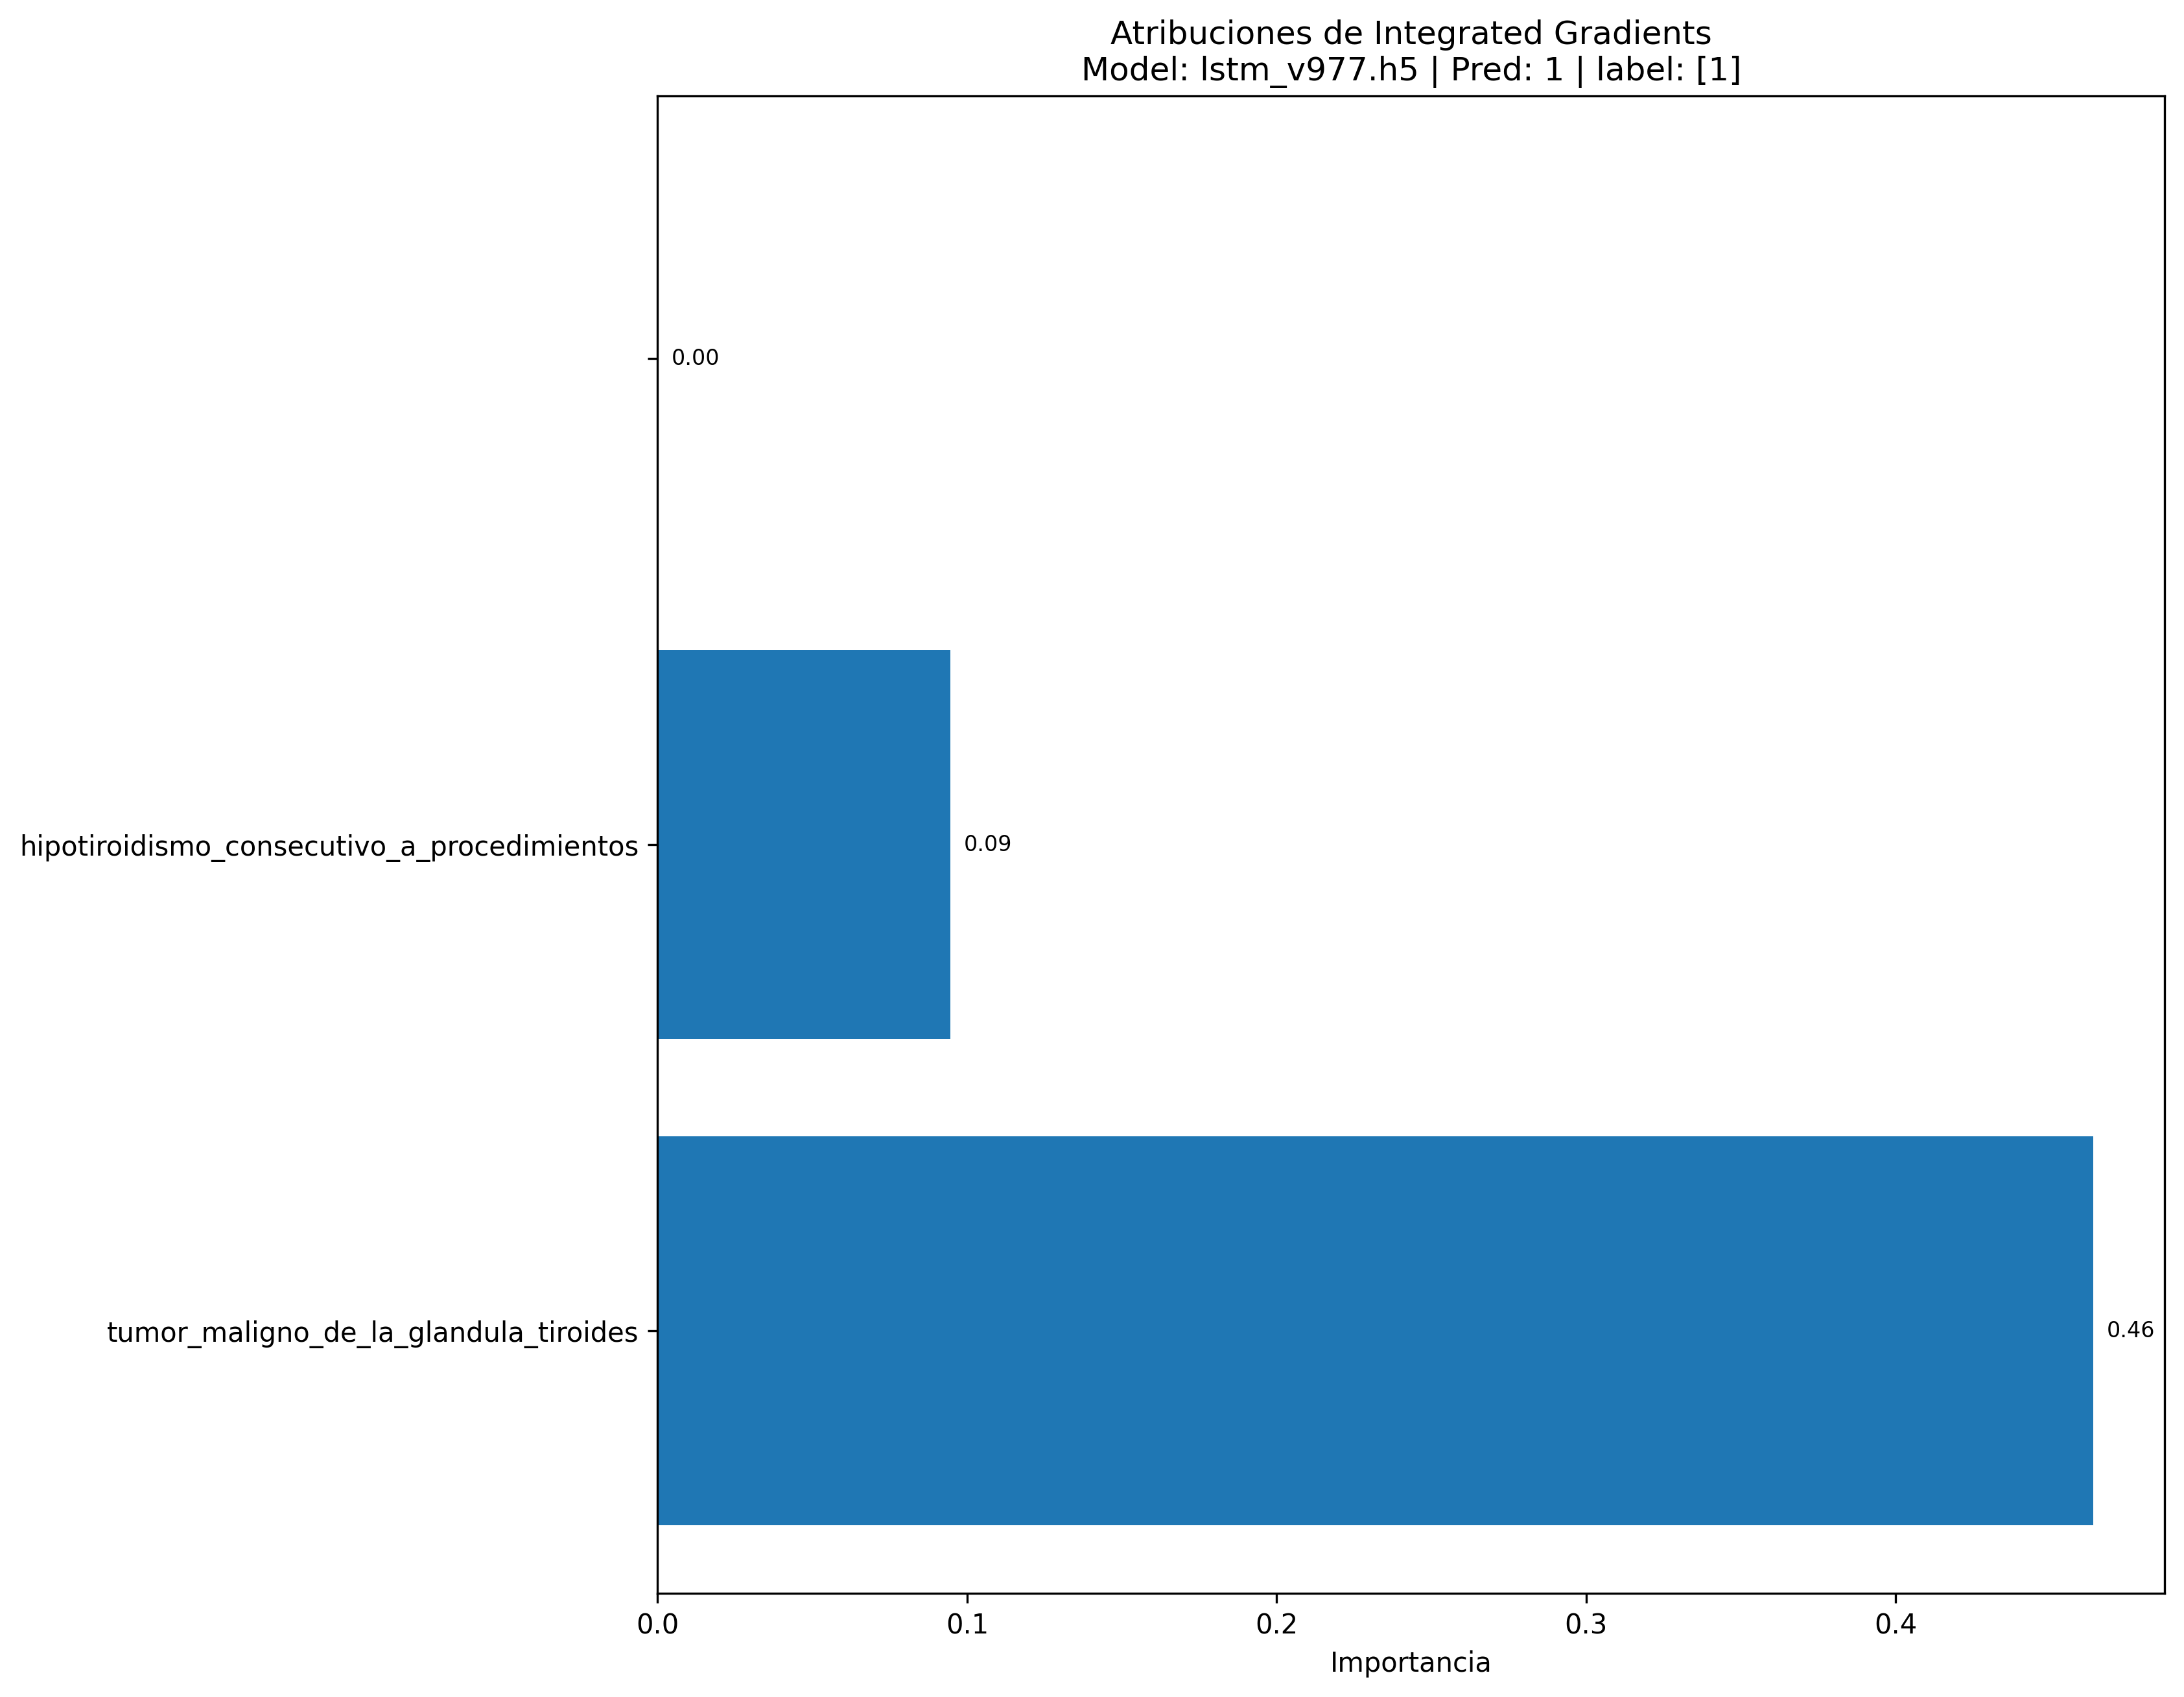 Atribuciones de Integrated Gradients
Model: lstm_v977.h5 | Pred: 1 | label: [1]
0.00
hipotiroidismo_consecutivo_a_procedimientos
0.09
tumor_maligno_de_la_glandula_tiroides
0.46
0.0 0.1 0.2 0.3 0.4
Importancia